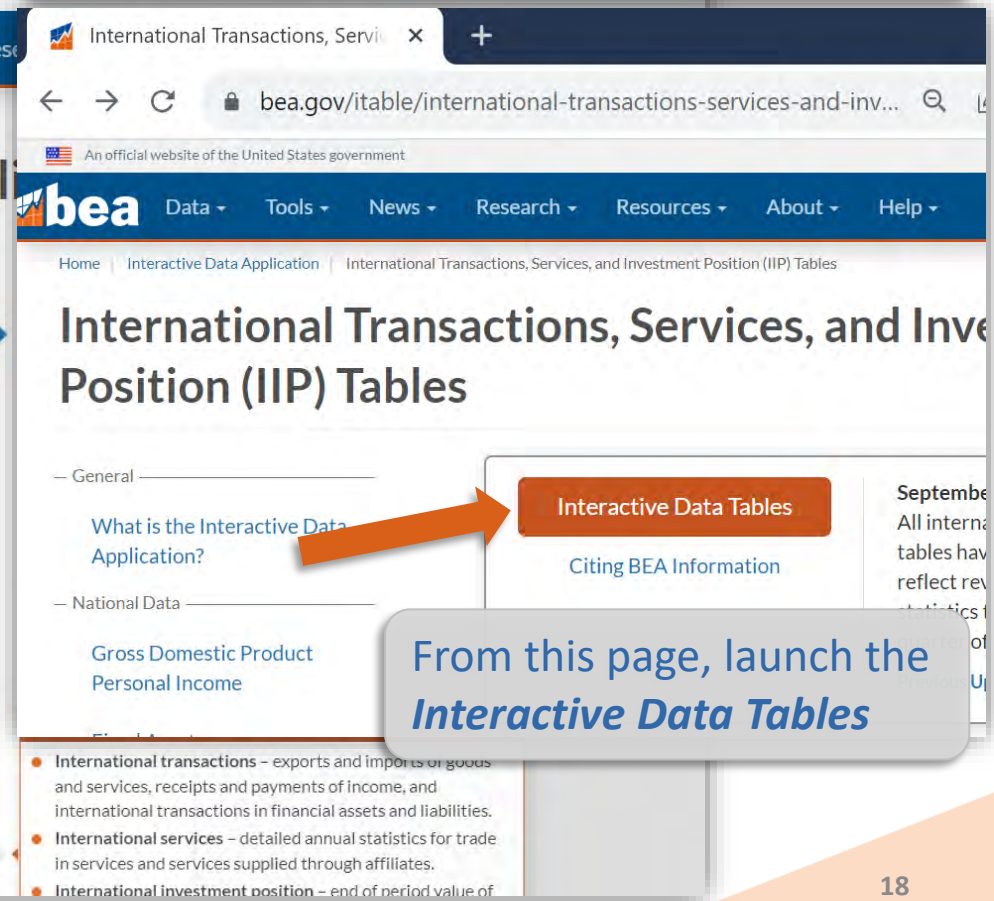 International Transactions, Servi
bea.gov/itable/international-transactions-services-and-inv...
An official website of the United States government
bea Data Tools News Research Resources About Help
Home | Interactive Data Application | International Transactions, Services, and Investment Position (IIP) Tables
International Transactions, Services, and Inve
Position (IIP) Tables
General
What is the Interactive Data
Application?
National Data
Gross Domestic Product
Personal Income
Interactive Data Tables
Citing BEA Information
Septembe
All interna
tables hav
reflect rev
statistics t
quarter of
From this page, launch the
Interactive Data Tables
International transactions – exports and imports of goods
and services, receipts and payments of income, and
international transactions in financial assets and liabilities.
International services – detailed annual statistics for trade
in services and services supplied through affiliates.
International investment position – end of period value of
18